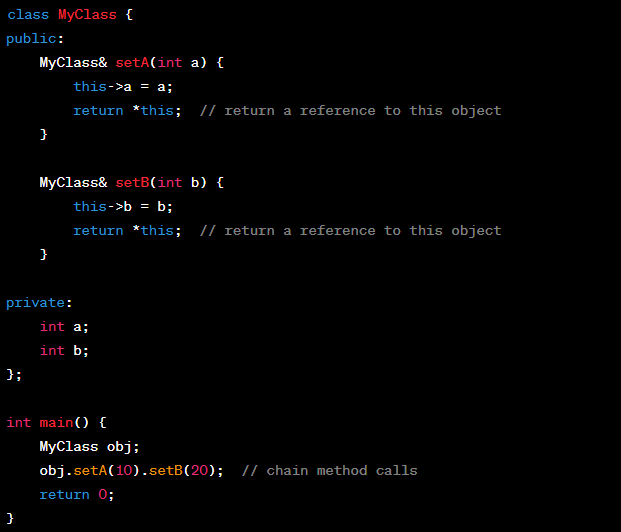 class MyClass {
public:
    MyClass& setA(int a) {
        this->a = a;
        return *this;  // return a reference to this object
    }

    MyClass& setB(int b) {
        this->b = b;
        return *this;  // return a reference to this object
    }

private:
    int a;
    int b;
};

int main() {
    MyClass obj;
    obj.setA(10).setB(20);  // chain method calls
    return 0;
}